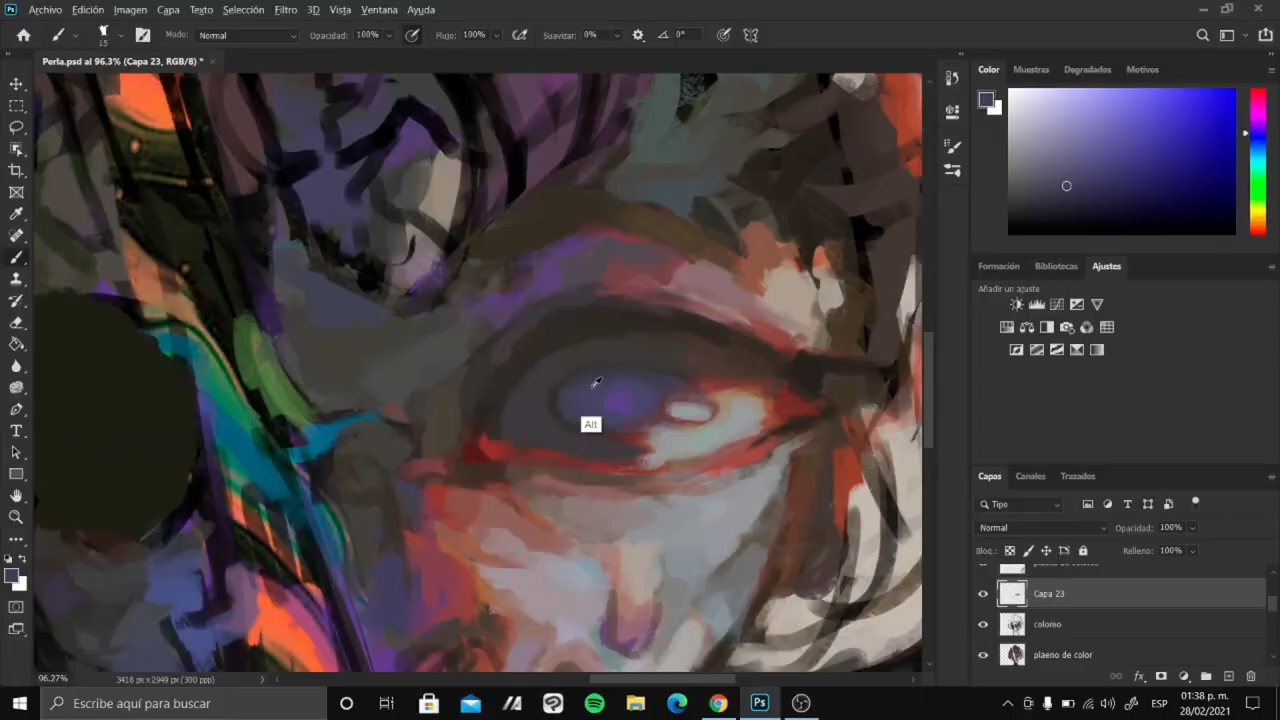 Archivo Edición Imagen Capa Texto Selección Filtro 3D Vista Ventana Ayuda
15 Modo: Normal Opacidad: 100% Flujo: 100% Suavizar: 0% 0°
Perla.psd al 96.3% (Capa 23, RGB/8) *
Color Muestras Degradados Motivos
Formación Bibliotecas Ajustes
Añadir un ajuste
Alt
Capas Canales Trazados
Tipo
Normal Opacidad: 100%
Bloq.: Relleno: 100%
Capa 23
coloreo
plaeno de color
96.27% 3418 px x 2949 px (300 ppp)
Escribe aquí para buscar
ESP
01:38 p. m.
28/02/2021